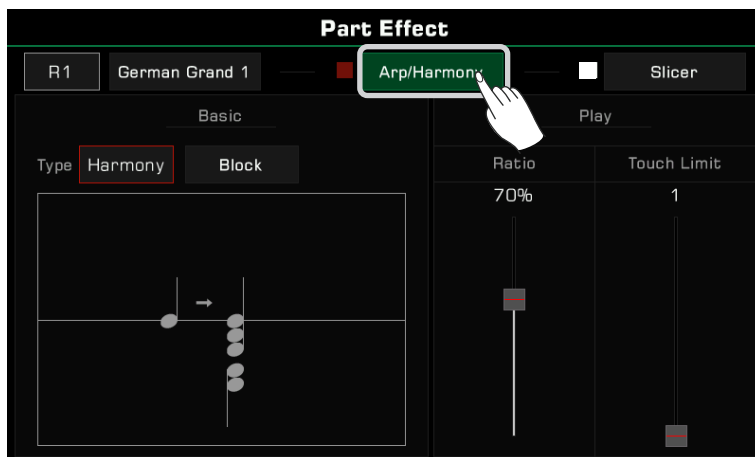 Part Effect
R1 German Grand 1 Arp/Harmony Slicer
Basic Play
Type Harmony Block Ratio Touch Limit
70% 1